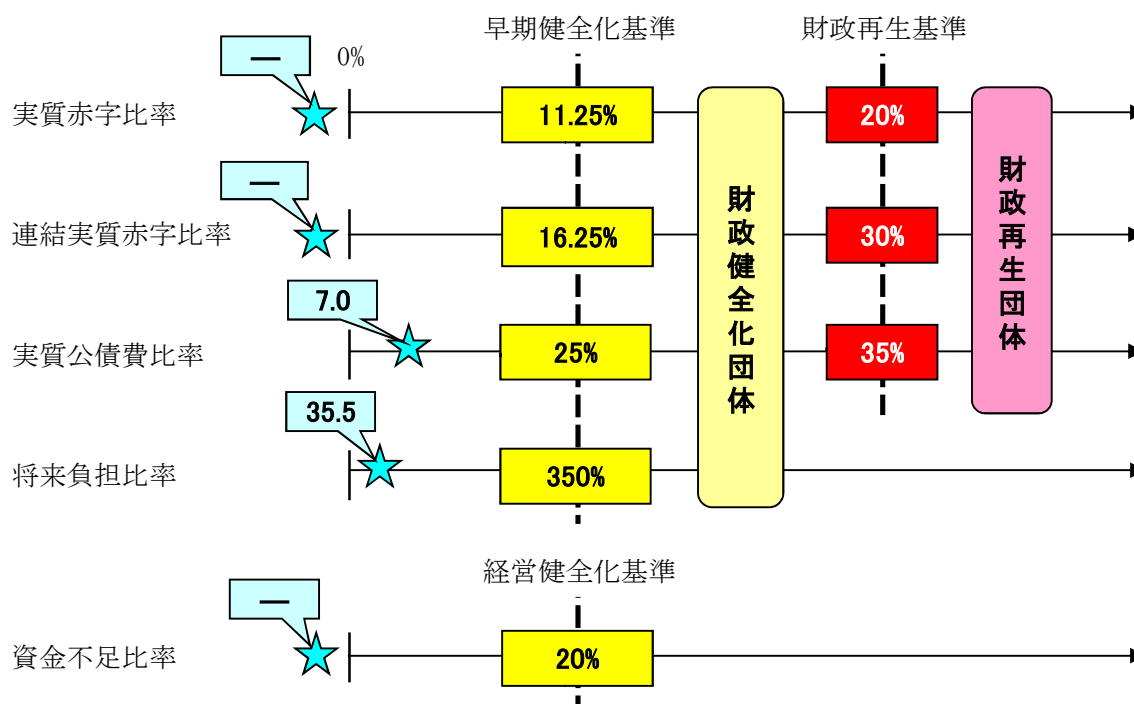 早期健全化基準
財政再生基準
—
0%
実質赤字比率
11.25%
20%
—
連結実質赤字比率
16.25%
30%
財政健全化団体
財政再生団体
7.0
実質公債費比率
25%
35%
35.5
将来負担比率
350%
経営健全化基準
—
資金不足比率
20%